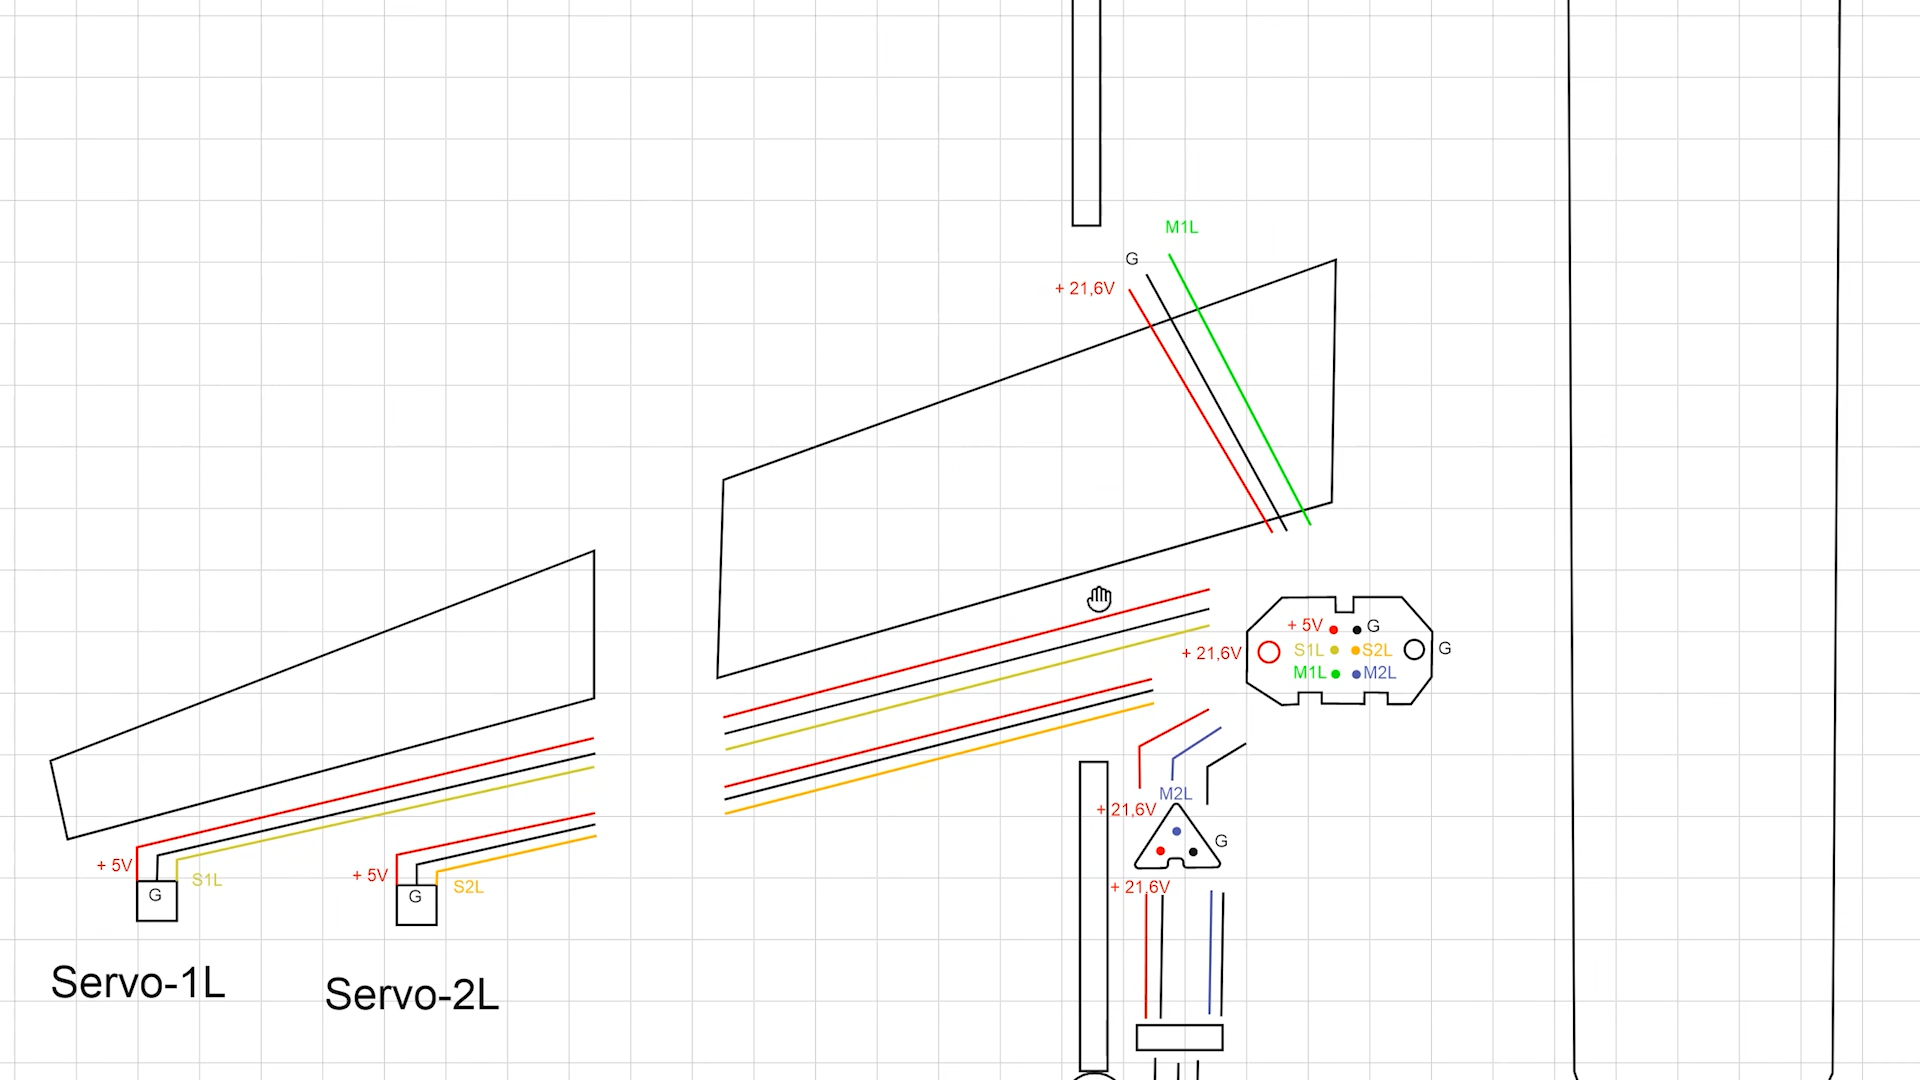 M1L
G
+ 21,6V
+ 5V
G
+ 21,6V
S1L
S2L
G
M1L
M2L
M2L
+ 21,6V
G
+ 5V
S1L
G
+ 5V
S2L
G
+ 21,6V
Servo-1L
Servo-2L